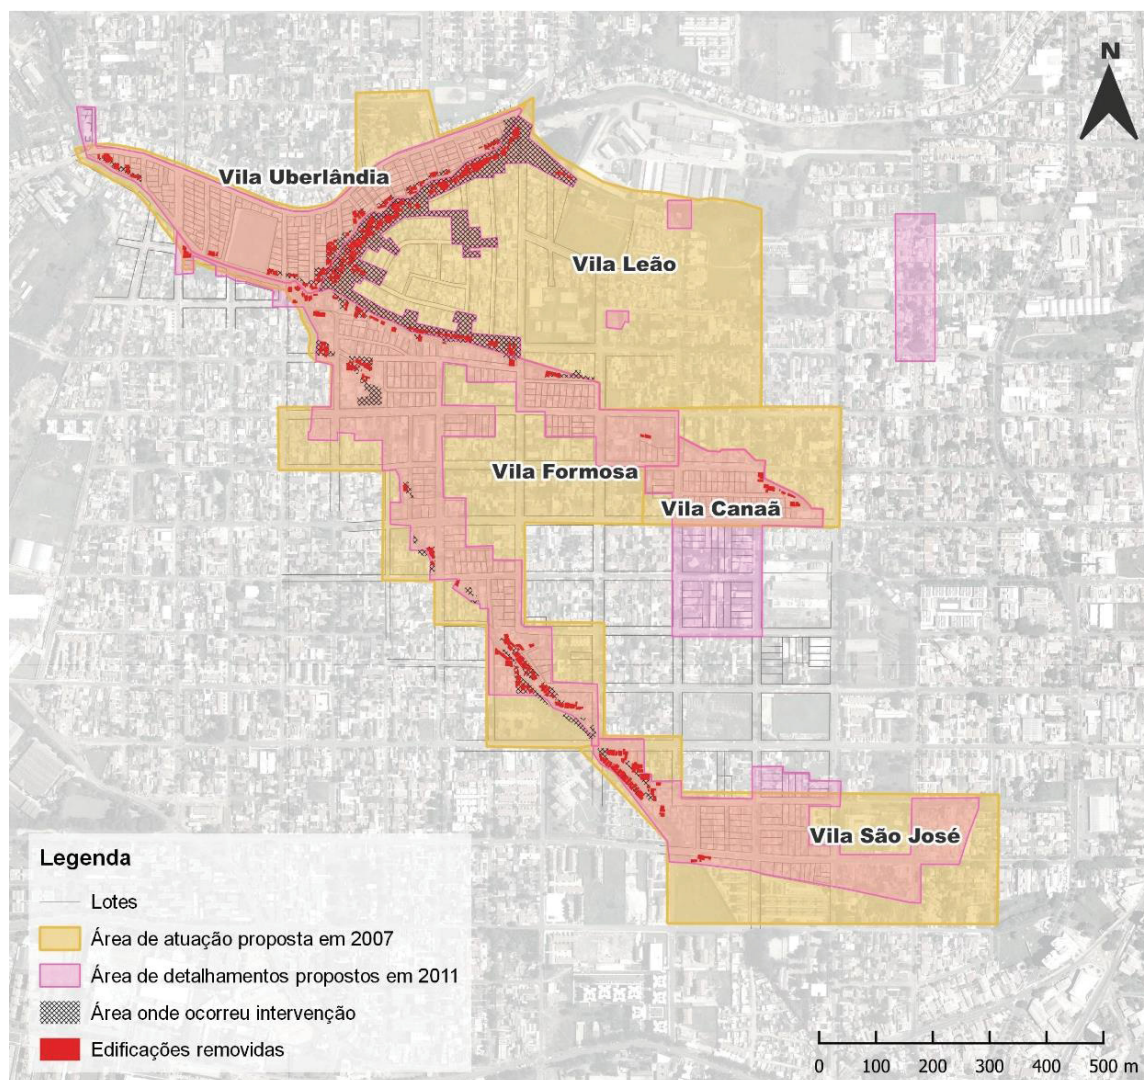 N
Vila Uberlândia
Vila Leão
Vila Formosa
Vila Canaã
Vila São José
Legenda
Lotes
Área de atuação proposta em 2007
Área de detalhamentos propostos em 2011
Área onde ocorreu intervenção
Edificações removidas
0 100 200 300 400 500 m